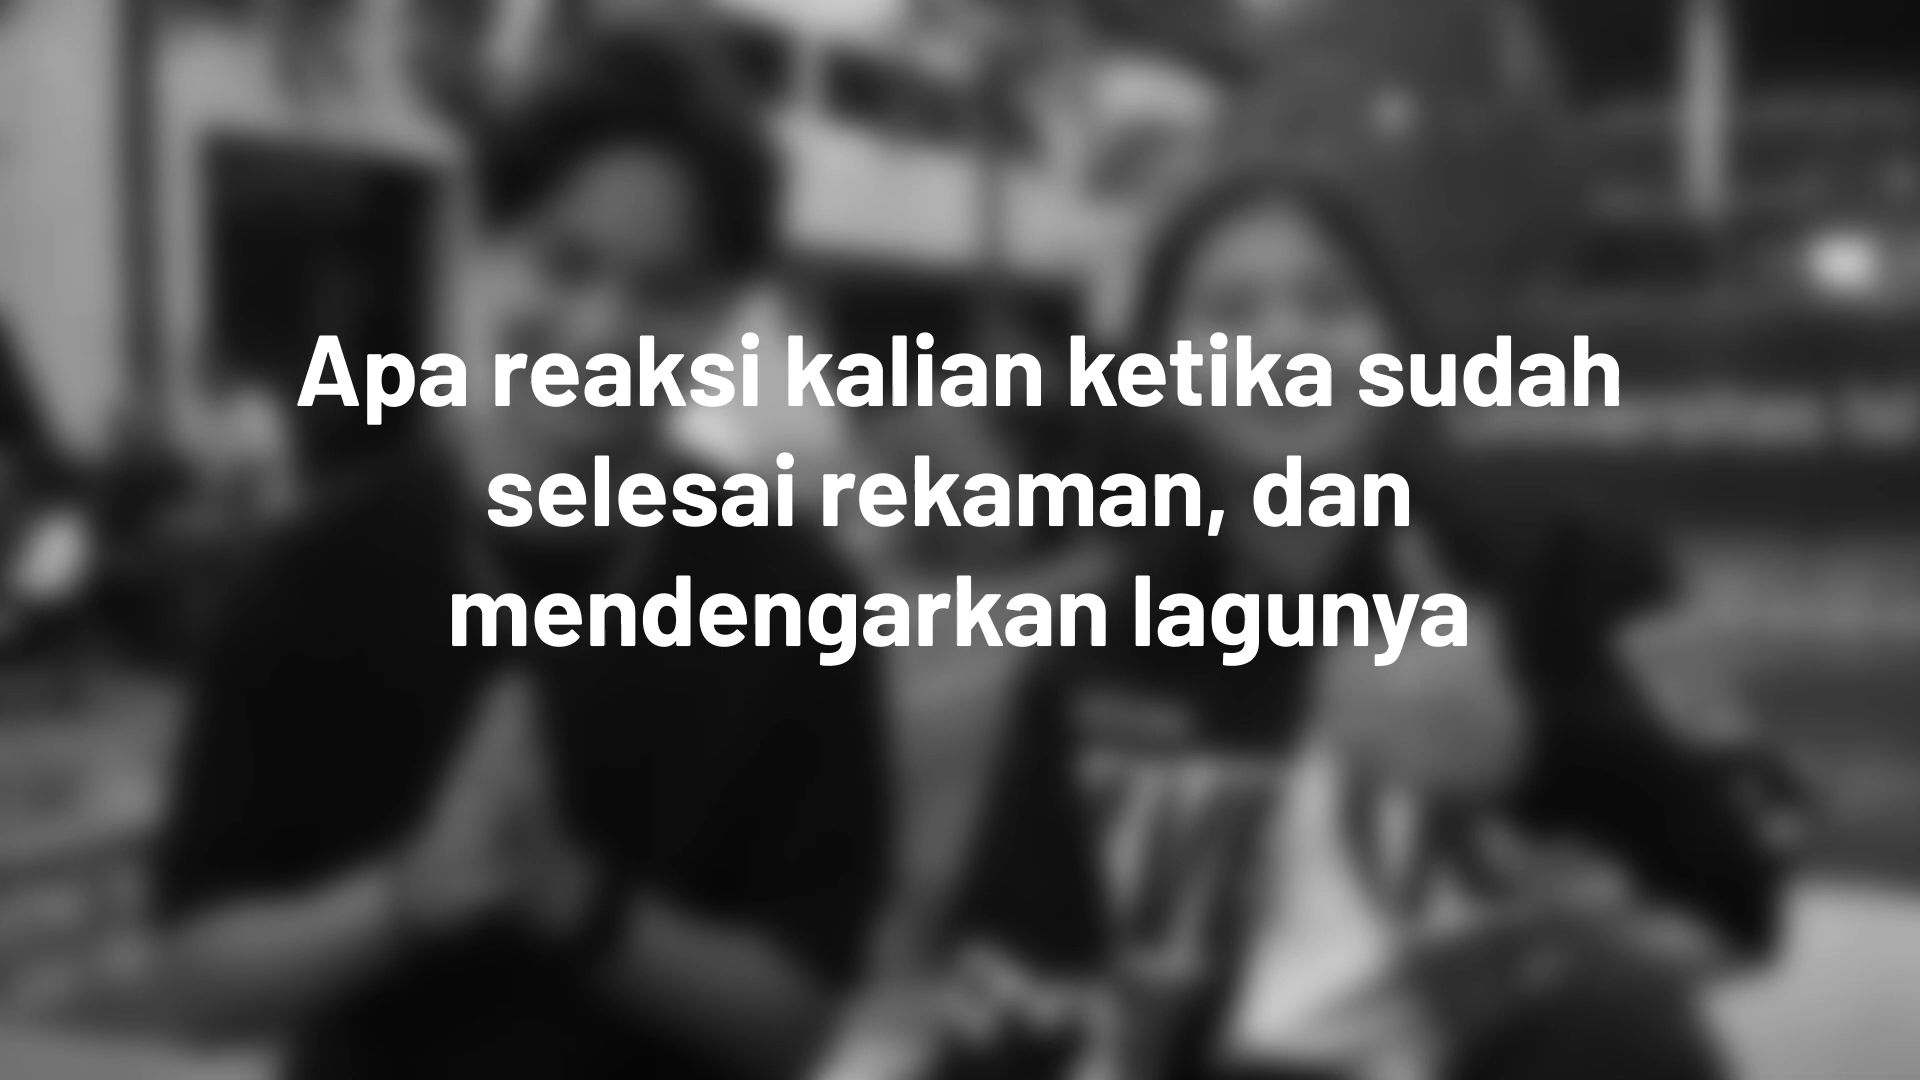 Apa reaksi kalian ketika sudah
selesai rekaman, dan
mendengarkan lagunya